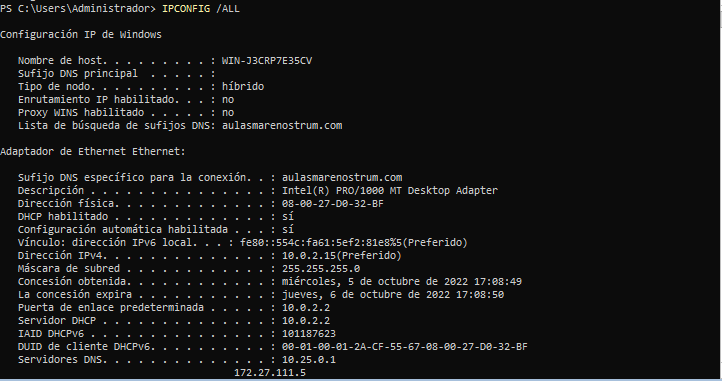 PS C:\Users\Administrador> IPCONFIG /ALL
Configuración IP de Windows
Nombre de host. . . . . . . . . : WIN-J3CRP7E35CV
Sufijo DNS principal  . . . . . :
Tipo de nodo. . . . . . . . . . : híbrido
Enrutamiento IP habilitado. . . : no
Proxy WINS habilitado . . . . . : no
Lista de búsqueda de sufijos DNS: aulasmarenostrum.com
Adaptador de Ethernet Ethernet:
Sufijo DNS específico para la conexión. . : aulasmarenostrum.com
Descripción . . . . . . . . . . . . . . . : Intel(R) PRO/1000 MT Desktop Adapter
Dirección física. . . . . . . . . . . . . : 08-00-27-D0-32-BF
DHCP habilitado . . . . . . . . . . . . . : sí
Configuración automática habilitada . . . : sí
Vínculo: dirección IPv6 local. . . : fe80::554c:fa61:5ef2:81e8%5(Preferido)
Dirección IPv4. . . . . . . . . . . . . . : 10.0.2.15(Preferido)
Máscara de subred . . . . . . . . . . . . : 255.255.255.0
Concesión obtenida. . . . . . . . . . . . : miércoles, 5 de octubre de 2022 17:08:49
La concesión expira . . . . . . . . . . . : jueves, 6 de octubre de 2022 17:08:50
Puerta de enlace predeterminada . . . . . : 10.0.2.2
Servidor DHCP . . . . . . . . . . . . . . : 10.0.2.2
IAID DHCPv6 . . . . . . . . . . . . . . . : 101187623
DUID de cliente DHCPv6. . . . . . . . . . : 00-01-00-01-2A-CF-55-67-08-00-27-D0-32-BF
Servidores DNS. . . . . . . . . . . . . . : 10.25.0.1
172.27.111.5